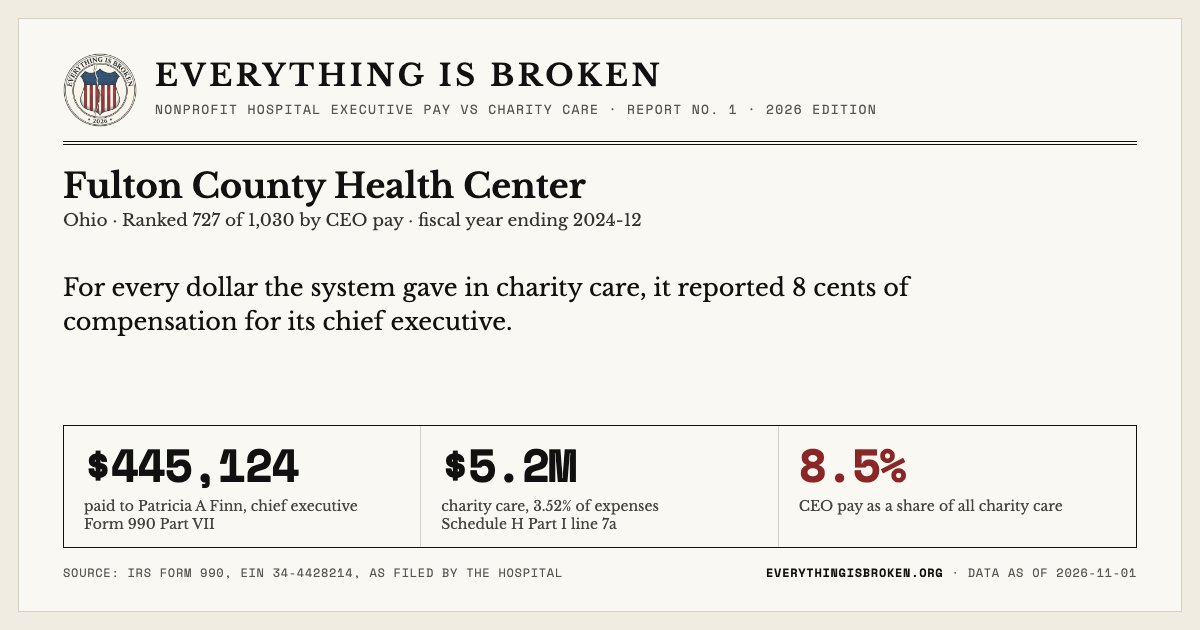 EVERYTHING IS BROKEN
2026
EVERYTHING IS BROKEN
NONPROFIT HOSPITAL EXECUTIVE PAY VS CHARITY CARE · REPORT NO. 1 · 2026 EDITION
Fulton County Health Center
Ohio · Ranked 727 of 1,030 by CEO pay · fiscal year ending 2024-12
For every dollar the system gave in charity care, it reported 8 cents of
compensation for its chief executive.
$445,124
paid to Patricia A Finn, chief executive
Form 990 Part VII
$5.2M
charity care, 3.52% of expenses
Schedule H Part I line 7a
8.5%
CEO pay as a share of all charity care
SOURCE: IRS FORM 990, EIN 34-4428214, AS FILED BY THE HOSPITAL
EVERYTHINGISBROKEN.ORG · DATA AS OF 2026-11-01